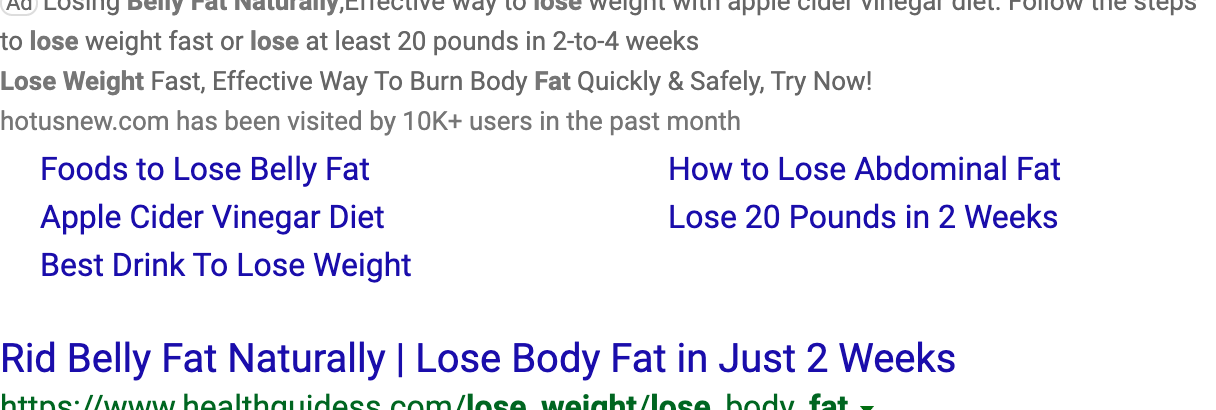 Ad Losing Belly Fat Naturally,Effective way to lose weight with apple cider vinegar diet. Follow the steps
to lose weight fast or lose at least 20 pounds in 2-to-4 weeks
Lose Weight Fast, Effective Way To Burn Body Fat Quickly & Safely, Try Now!
hotusnew.com has been visited by 10K+ users in the past month
Foods to Lose Belly Fat
How to Lose Abdominal Fat
Apple Cider Vinegar Diet
Lose 20 Pounds in 2 Weeks
Best Drink To Lose Weight
Rid Belly Fat Naturally | Lose Body Fat in Just 2 Weeks
https://www.healthguidess.com/lose_weight/lose_body_fat